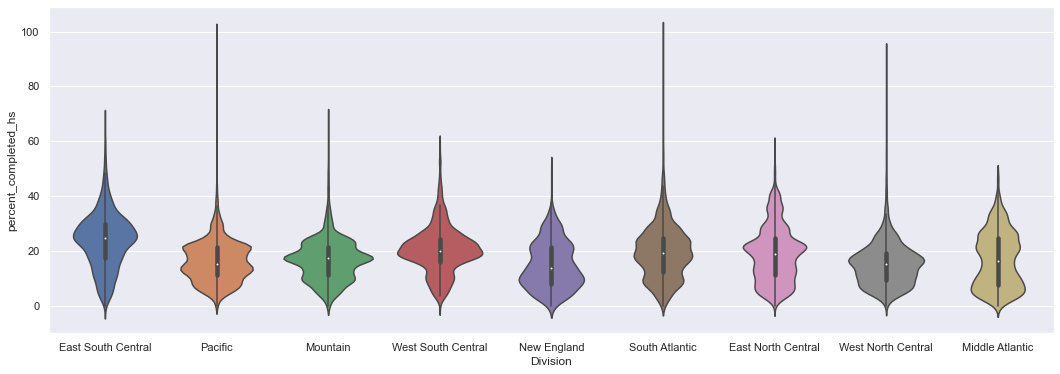 100
80
60
40
20
0
percent_completed_hs
East South Central
Pacific
Mountain
West South Central
New England
South Atlantic
East North Central
West North Central
Middle Atlantic
Division